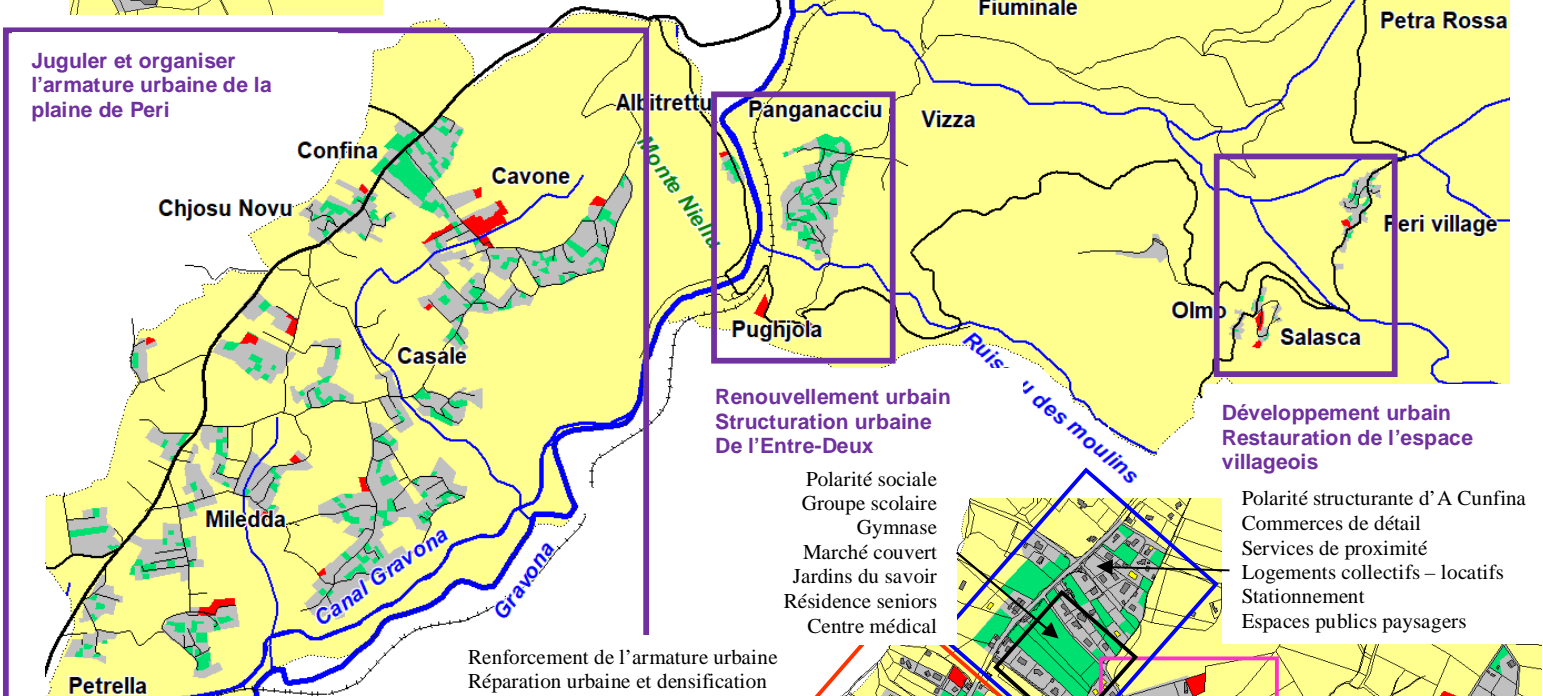 Fiuminale
Petra Rossa
Juguler et organiser
l'armature urbaine de la
plaine de Peri
Albitrettu
Panganacciu
Vizza
Confina
Monte Niellu
Cavone
Chjosu Novu
Peri village
Olmo
Salasca
Pughjola
Casale
Ruisseau des moulins
Renouvellement urbain
Structuration urbaine
De l'Entre-Deux
Développement urbain
Restauration de l'espace
villageois
Polarité sociale
Groupe scolaire
Gymnase
Marché couvert
Jardins du savoir
Résidence seniors
Centre médical
Polarité structurante d'A Cunfina
Commerces de détail
Services de proximité
Logements collectifs – locatifs
Stationnement
Espaces publics paysagers
Miledda
Canal Gravona
Gravona
Renforcement de l'armature urbaine
Réparation urbaine et densification
Petrella